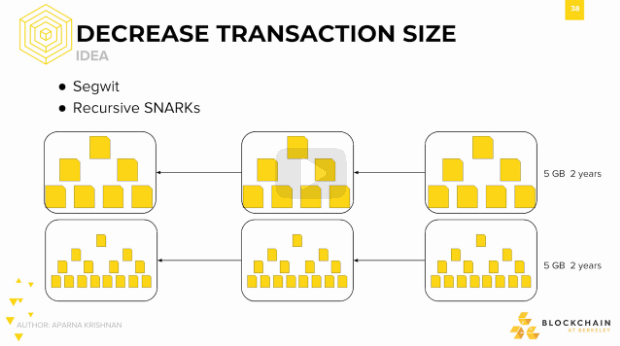 38
DECREASE TRANSACTION SIZE
IDEA
● Segwit
● Recursive SNARKs
5 GB 2 years
5 GB 2 years
AUTHOR: APARNA KRISHNAN
BLOCKCHAIN
AT BERKELEY